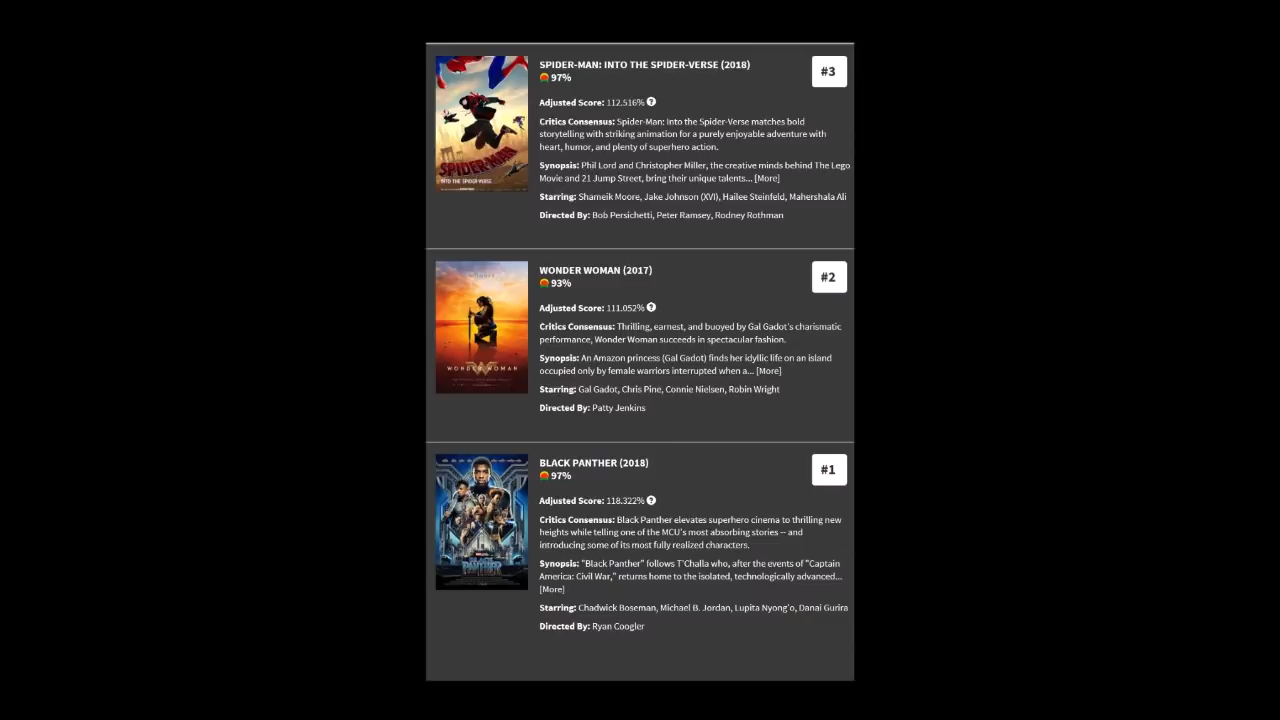 SPIDER-MAN: INTO THE SPIDER-VERSE (2018)
#3
97%
Adjusted Score: 112.516% ?
Critics Consensus: Spider-Man: Into the Spider-Verse matches bold
storytelling with striking animation for a purely enjoyable adventure with
heart, humor, and plenty of superhero action.
Synopsis: Phil Lord and Christopher Miller, the creative minds behind The Lego
Movie and 21 Jump Street, bring their unique talents... [More]
Starring: Shameik Moore, Jake Johnson (XVI), Hailee Steinfeld, Mahershala Ali
Directed By: Bob Persichetti, Peter Ramsey, Rodney Rothman
SPIDER-MAN
INTO THE SPIDER-VERSE
WONDER WOMAN (2017)
#2
93%
Adjusted Score: 111.052% ?
Critics Consensus: Thrilling, earnest, and buoyed by Gal Gadot's charismatic
performance, Wonder Woman succeeds in spectacular fashion.
Synopsis: An Amazon princess (Gal Gadot) finds her idyllic life on an island
occupied only by female warriors interrupted when a... [More]
Starring: Gal Gadot, Chris Pine, Connie Nielsen, Robin Wright
Directed By: Patty Jenkins
WONDER WOMAN
BLACK PANTHER (2018)
#1
97%
Adjusted Score: 118.322% ?
Critics Consensus: Black Panther elevates superhero cinema to thrilling new
heights while telling one of the MCU's most absorbing stories -- and
introducing some of its most fully realized characters.
Synopsis: "Black Panther" follows T'Challa who, after the events of "Captain
America: Civil War," returns home to the isolated, technologically advanced...
[More]
Starring: Chadwick Boseman, Michael B. Jordan, Lupita Nyong'o, Danai Gurira
Directed By: Ryan Coogler
BLACK
PANTHER